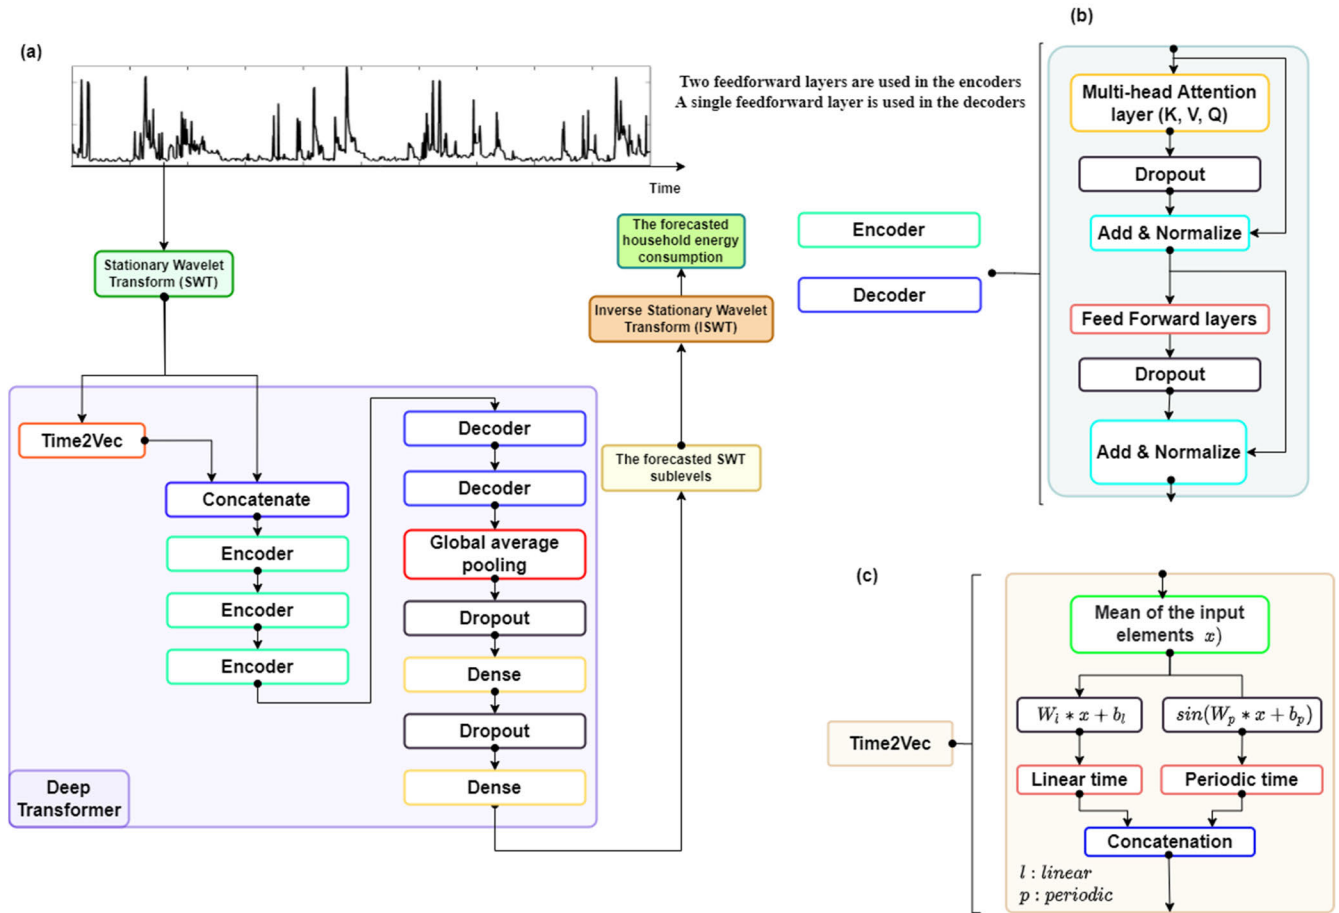 (a)
Time
Two feedforward layers are used in the encoders
A single feedforward layer is used in the decoders
Stationary Wavelet
Transform (SWT)
Time2Vec
Concatenate
Encoder
Encoder
Encoder
Decoder
Decoder
Global average
pooling
Dropout
Dense
Dropout
Dense
Deep
Transformer
The forecasted SWT
sublevels
Inverse Stationary Wavelet
Transform (ISWT)
The forecasted
household energy
consumption
Encoder
Decoder
(b)
Multi-head Attention
layer (K, V, Q)
Dropout
Add & Normalize
Feed Forward layers
Dropout
Add & Normalize
(c)
Time2Vec
Mean of the input
elements x)
W_l * x + b_l
sin(W_p * x + b_p)
Linear time
Periodic time
Concatenation
l : linear
p : periodic